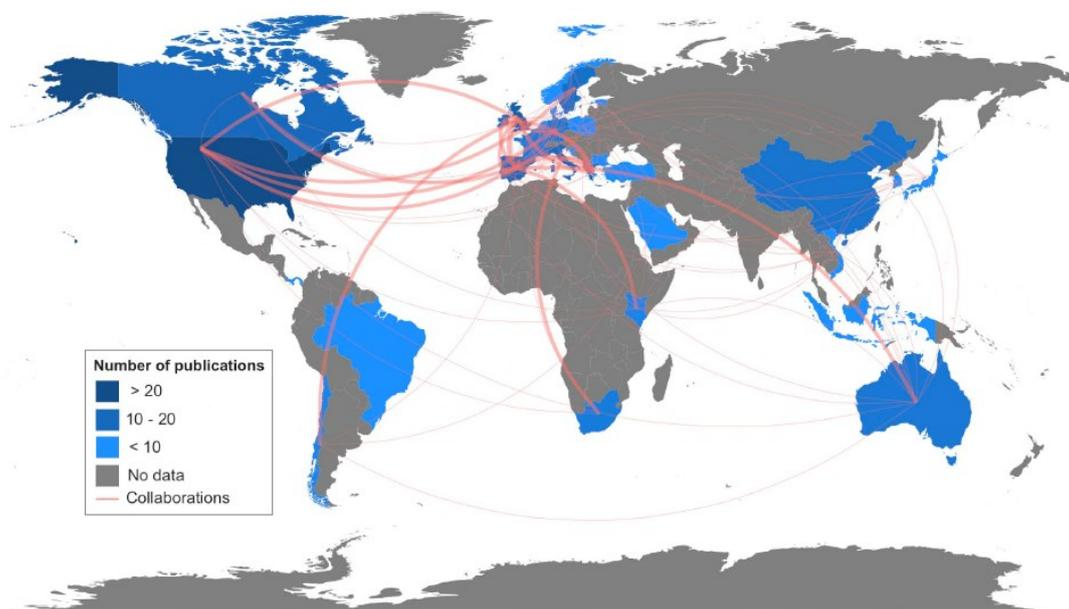 Number of publications
> 20
10 - 20
< 10
No data
Collaborations